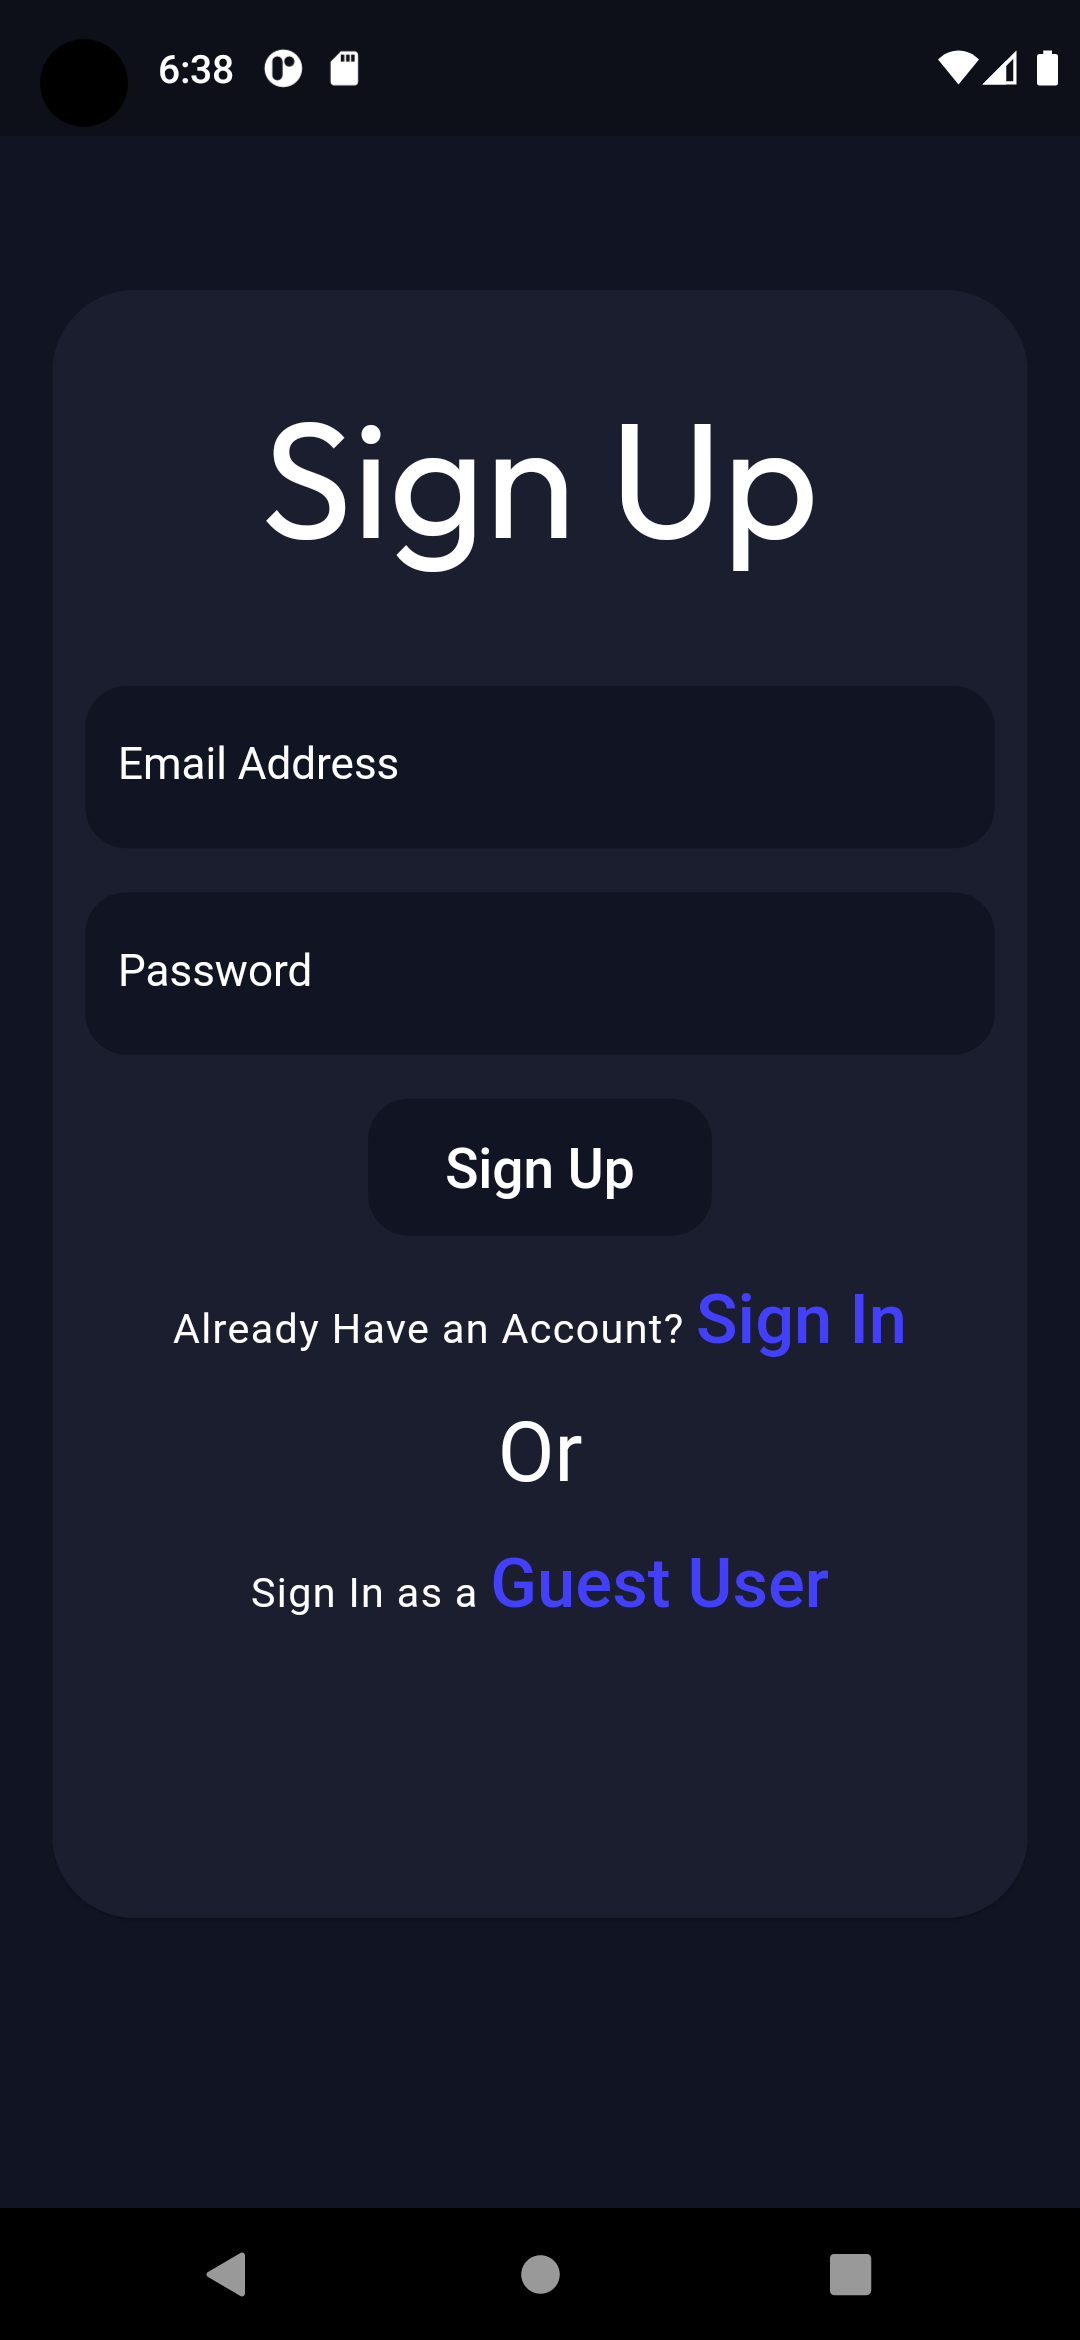 6:38
Sign Up
Email Address
Password
Sign Up
Already Have an Account? Sign In
Or
Sign In as a Guest User